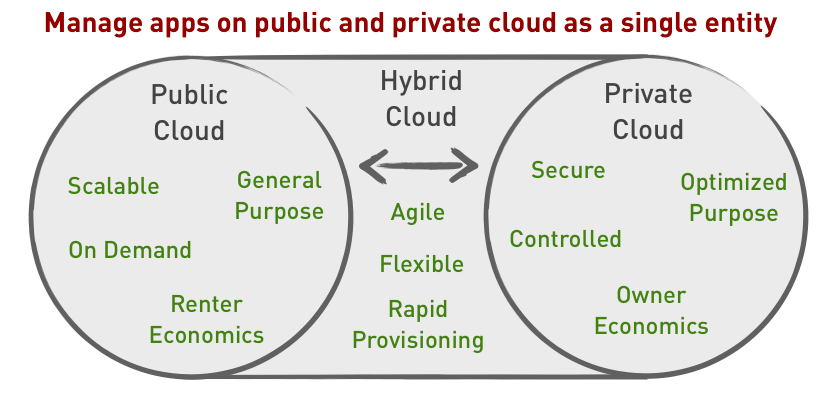 Manage apps on public and private cloud as a single entity
Public
Cloud
Scalable
General
Purpose
On Demand
Renter
Economics
Hybrid
Cloud
Agile
Flexible
Rapid
Provisioning
Private
Cloud
Secure
Optimized
Purpose
Controlled
Owner
Economics